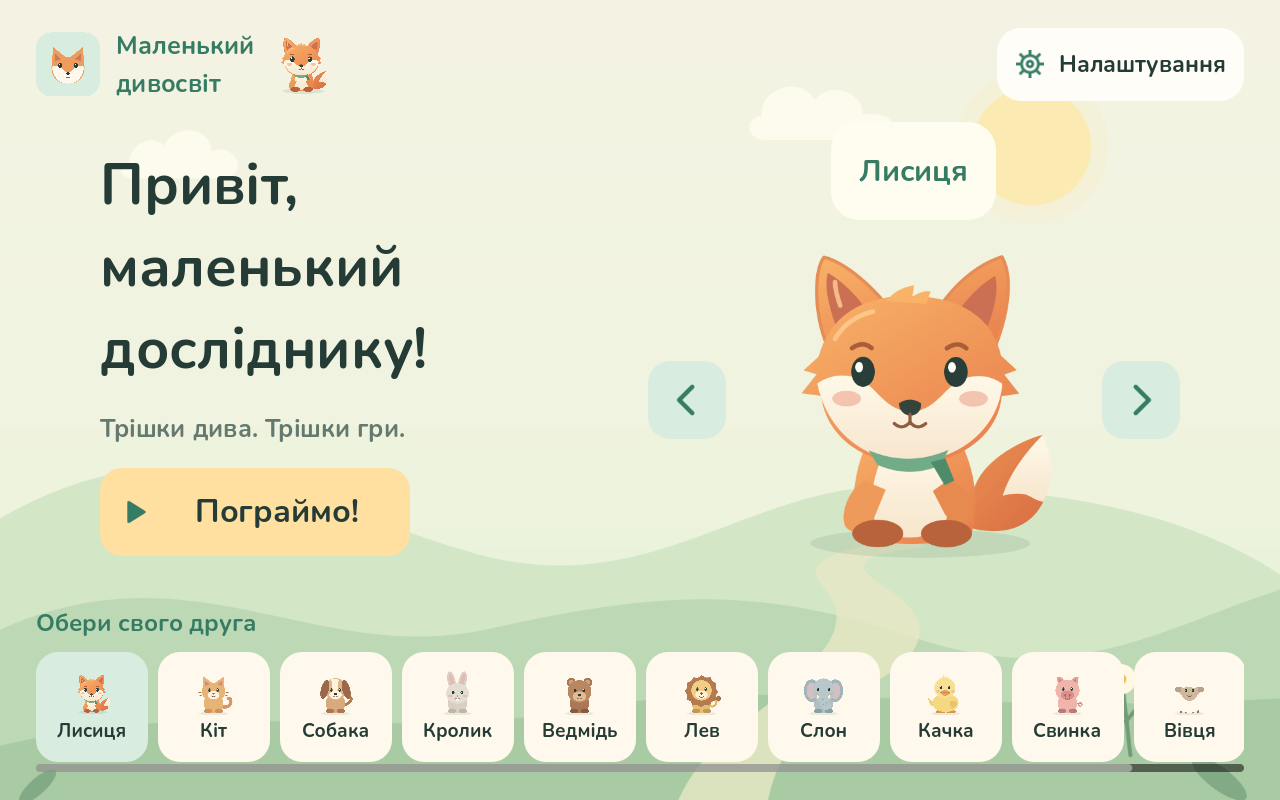 Маленький
дивосвіт
Налаштування
Привіт,
маленький
досліднику!
Лисиця
Трішки дива. Трішки гри.
Пограймо!
Обери свого друга
Лисиця
Кіт
Собака
Кролик
Ведмідь
Лев
Слон
Качка
Свинка
Вівця